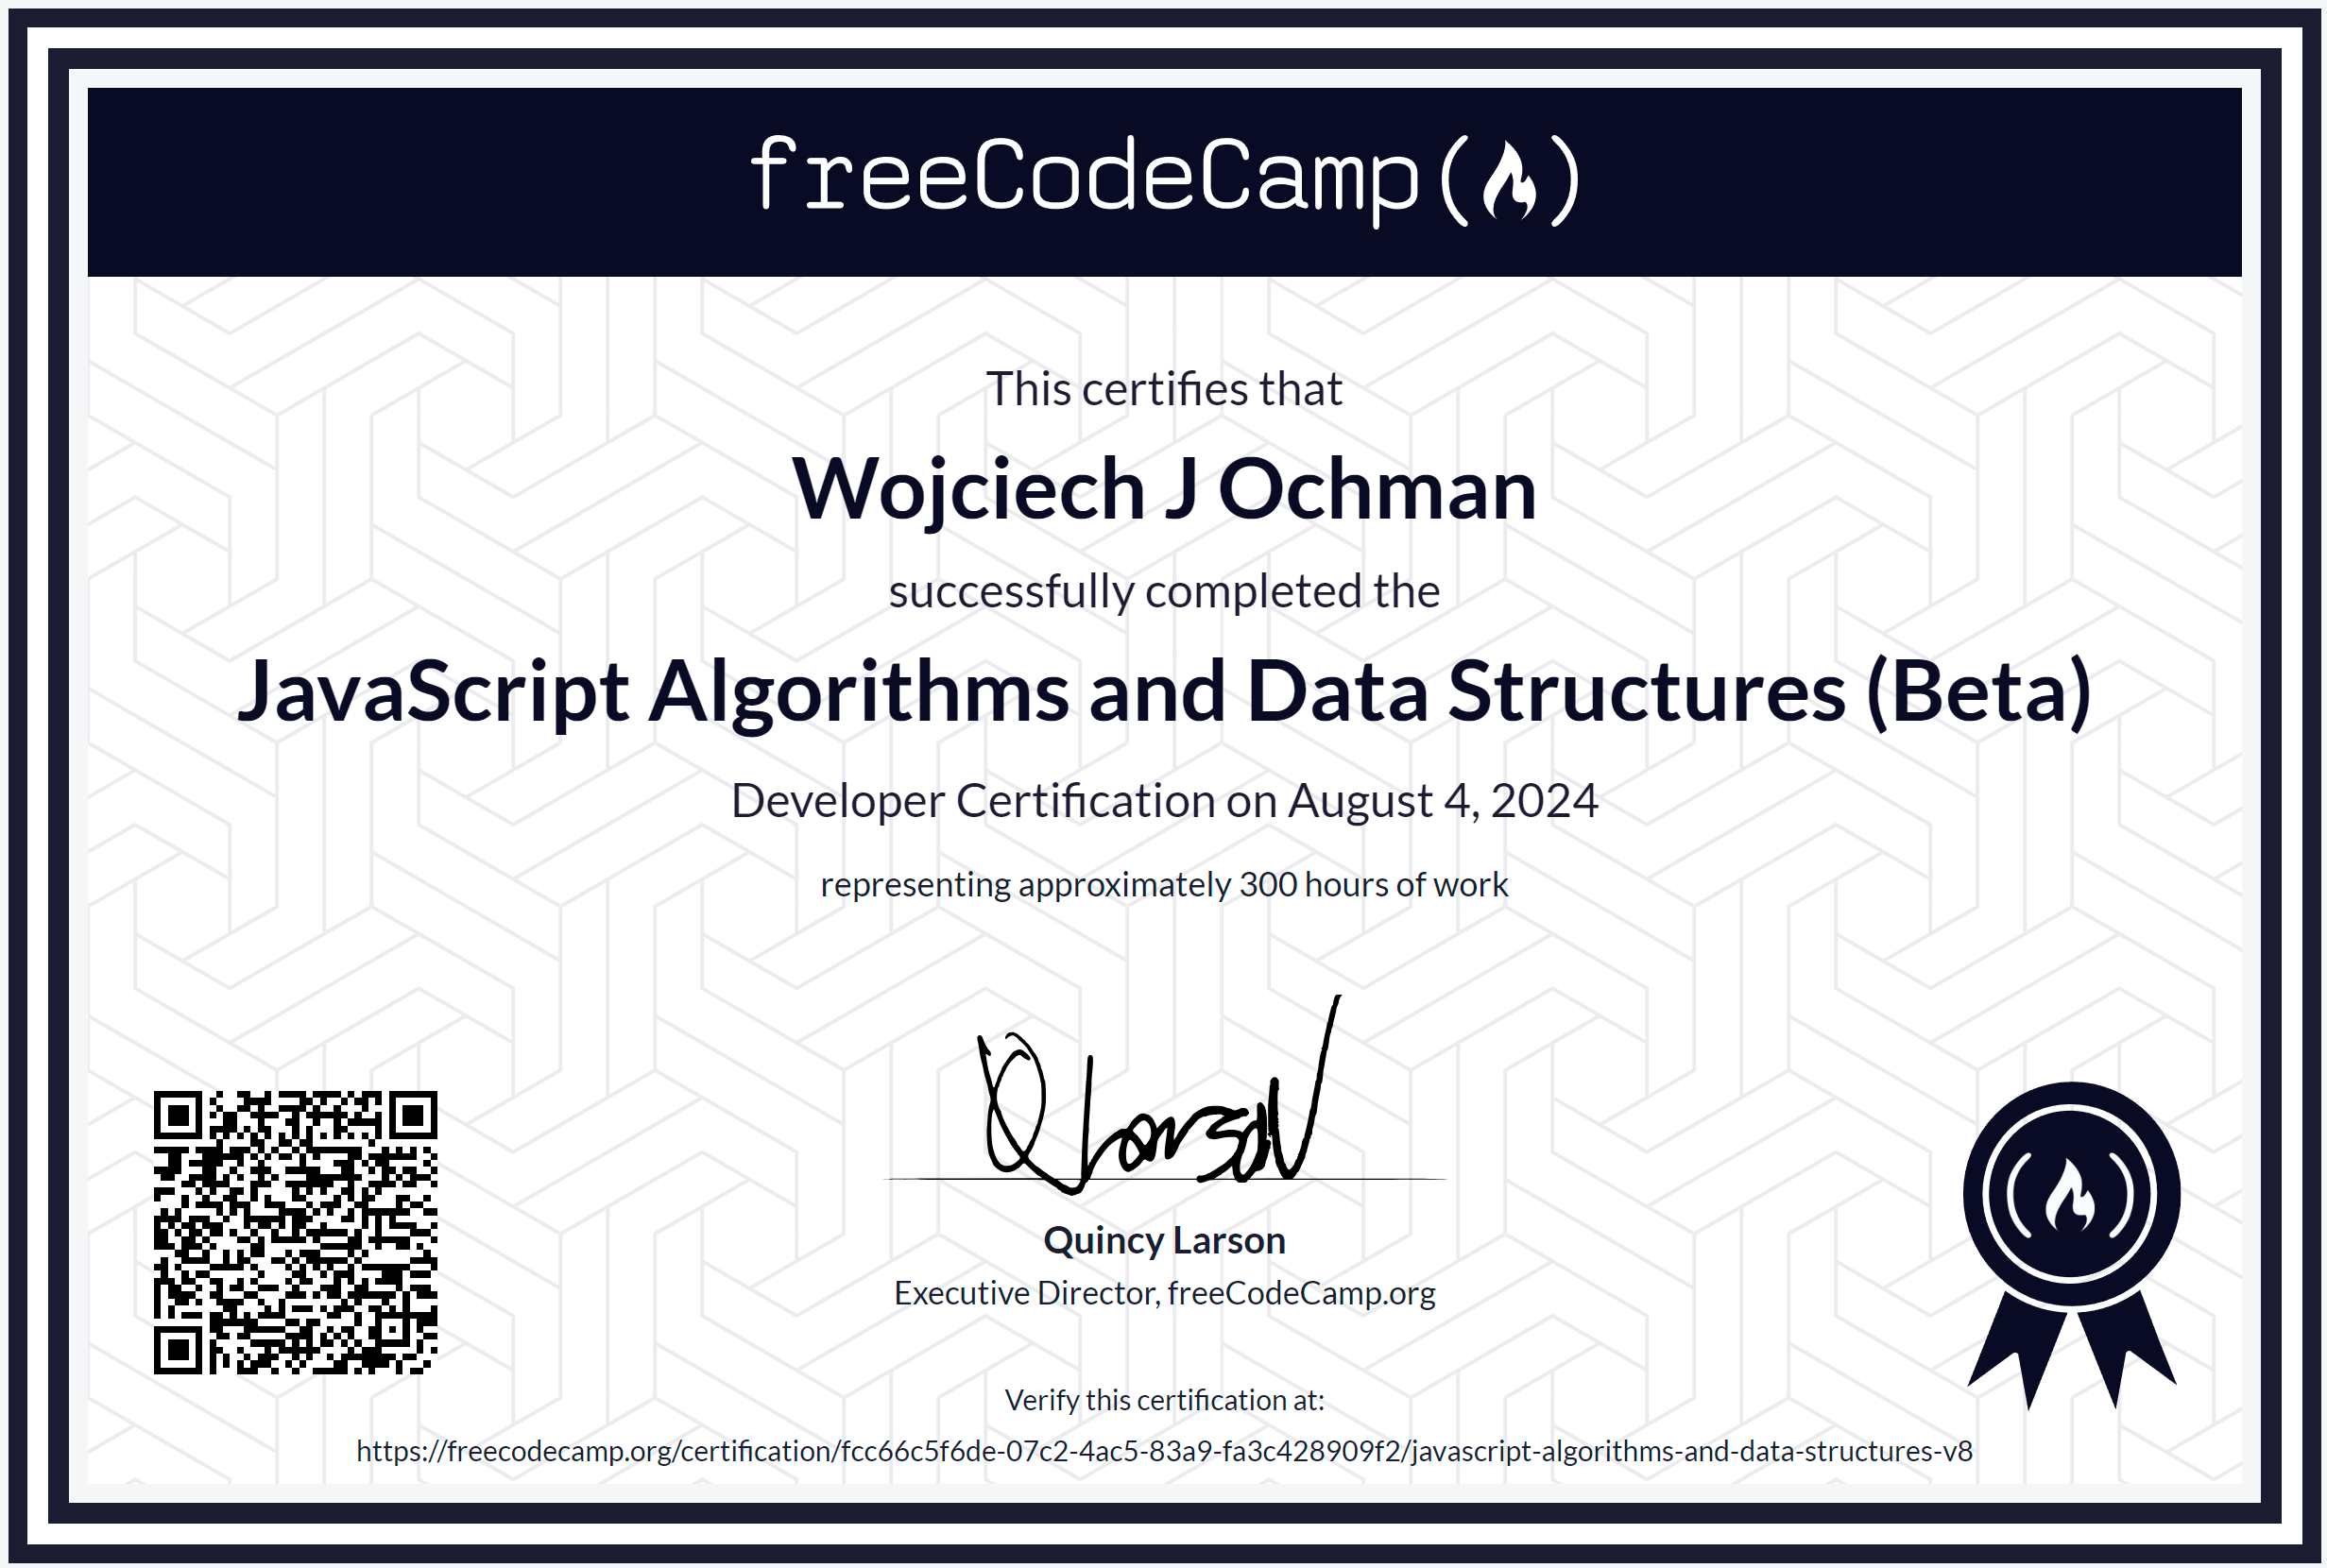 freeCodeCamp
This certifies that
Wojciech J Ochman
successfully completed the
JavaScript Algorithms and Data Structures (Beta)
Developer Certification on August 4, 2024
representing approximately 300 hours of work
Quincy Larson
Executive Director, freeCodeCamp.org
Verify this certification at:
https://freecodecamp.org/certification/fcc66c5f6de-07c2-4ac5-83a9-fa3c428909f2/javascript-algorithms-and-data-structures-v8